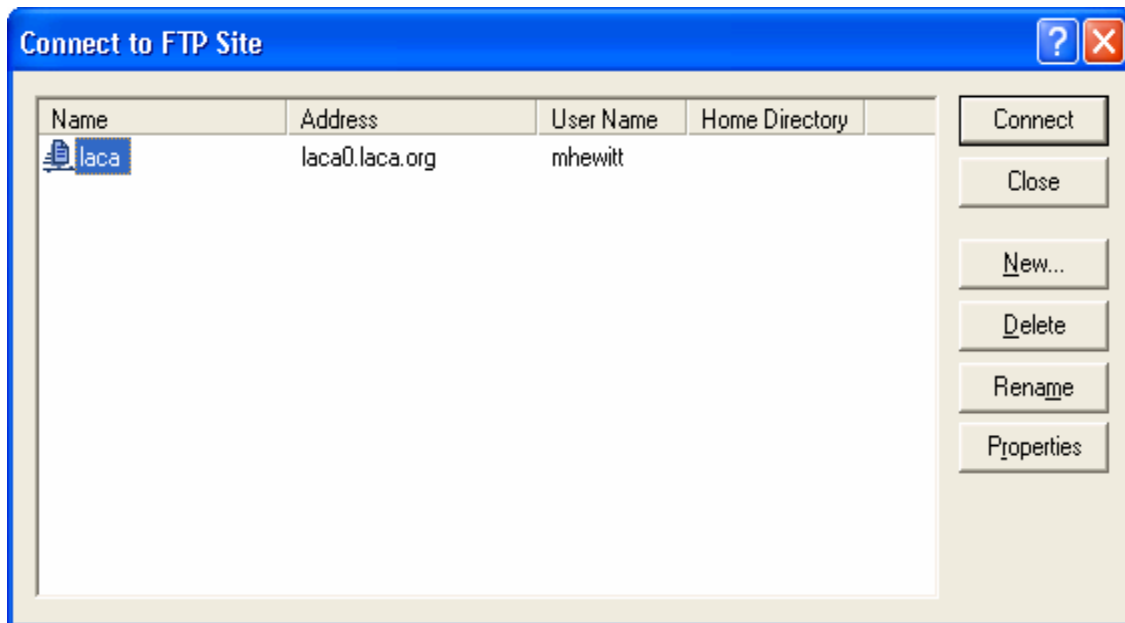 Connect to FTP Site
Name Address User Name Home Directory
laca laca0.laca.org mhewitt
Connect
Close
New...
Delete
Rename
Properties